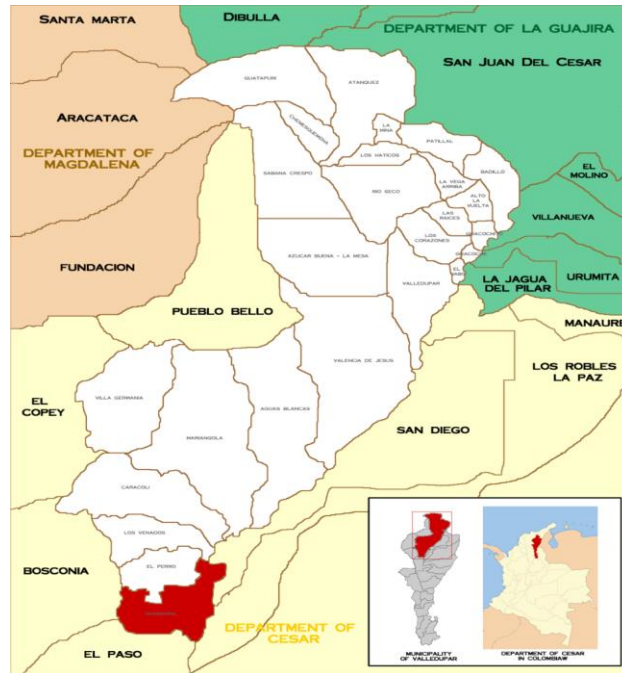 SANTA MARTA
DIBULLA
DEPARTMENT OF LA GUAJIRA
SAN JUAN DEL CESAR
GUATAPURI
ATANQUEZ
ARACATACA
DEPARTMENT OF
MAGDALENA
CHEMESQUEMENA
LA
MINA
PATILLAL
LOS HATICOS
EL
MOLINO
SABANA CRESPO
RIO SECO
LA VEGA
ARRIBA
BADILLO
ALTO
LA
VUELTA
LAS
RAICES
VILLANUEVA
LOS
CORAZONES
FUNDACION
AZUCAR BUENA - LA MESA
VALLEDUPAR
EL
LA JAGUA
DEL PILAR
URUMITA
PUEBLO BELLO
MANAURE
VALENCIA DE JESUS
LOS ROBLES
LA PAZ
EL
COPEY
VILLA GERMANIA
AGUAS BLANCAS
MARIANGOLA
SAN DIEGO
CARACOLI
LOS VENADOS
BOSCONIA
EL PERRO
DEPARTMENT OF
CESAR
EL PASO
MUNICIPALITY
OF VALLEDUPAR
DEPARTMENT OF CESAR
IN COLOMBIAW